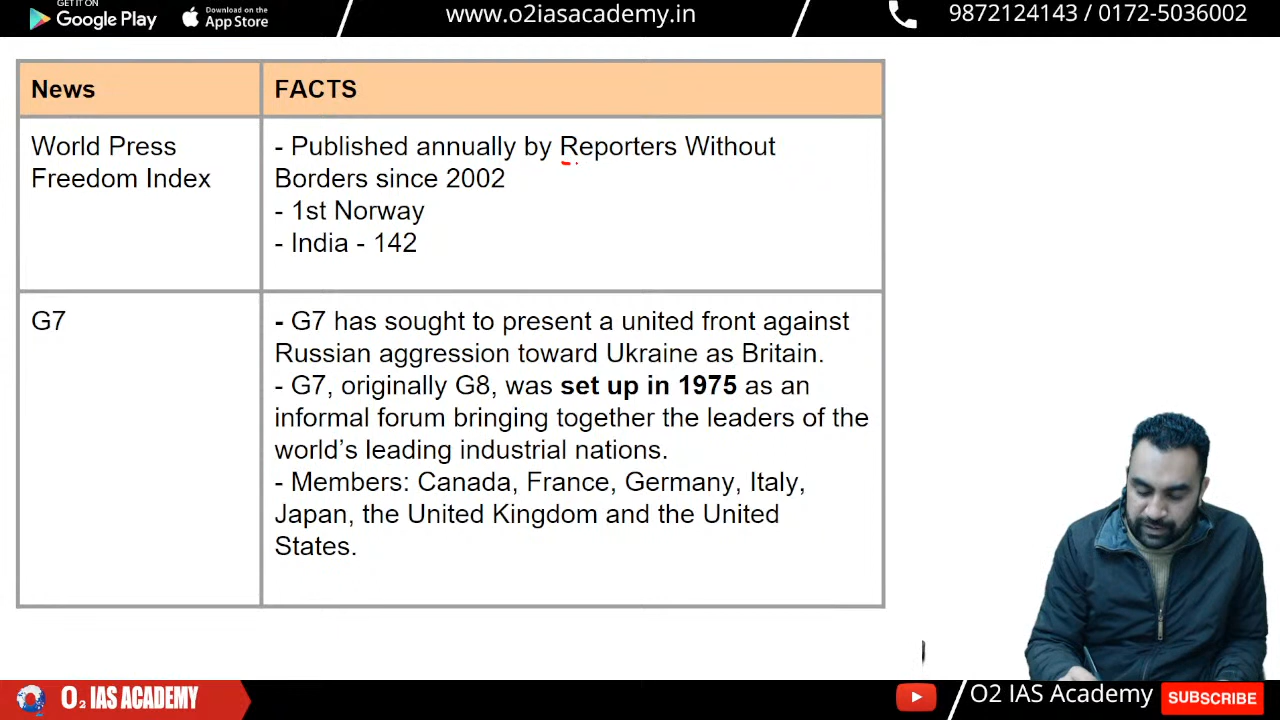 GET IT ON
Google Play
Download on the
App Store
www.o2iasacademy.in
9872124143 / 0172-5036002
News
FACTS
World Press
Freedom Index
- Published annually by Reporters Without
Borders since 2002
- 1st Norway
- India - 142
G7
- G7 has sought to present a united front against
Russian aggression toward Ukraine as Britain.
- G7, originally G8, was set up in 1975 as an
informal forum bringing together the leaders of the
world’s leading industrial nations.
- Members: Canada, France, Germany, Italy,
Japan, the United Kingdom and the United
States.
O2 IAS ACADEMY
O2 IAS Academy
SUBSCRIBE